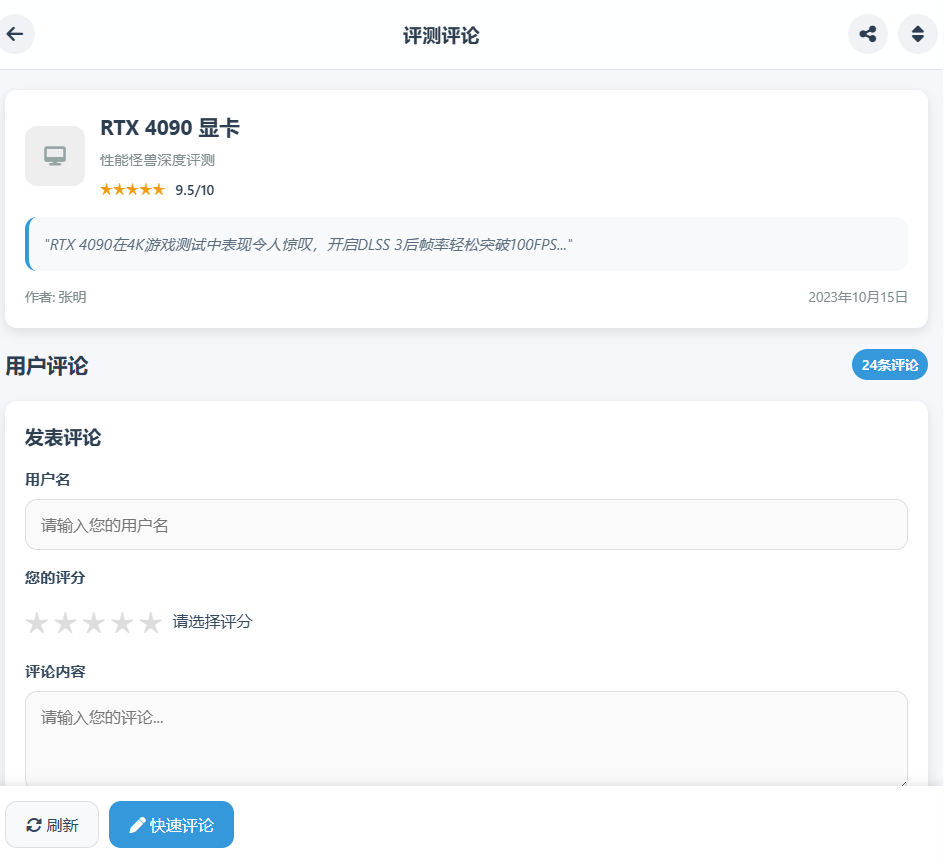 评测评论
RTX 4090 显卡
性能怪兽深度评测
★★★★★ 9.5/10
"RTX 4090在4K游戏测试中表现令人惊叹，开启DLSS 3后帧率轻松突破100FPS..."
作者: 张明
2023年10月15日
用户评论
24条评论
发表评论
用户名
请输入您的用户名
您的评分
★★★★★ 请选择评分
评论内容
请输入您的评论...
刷新
快速评论